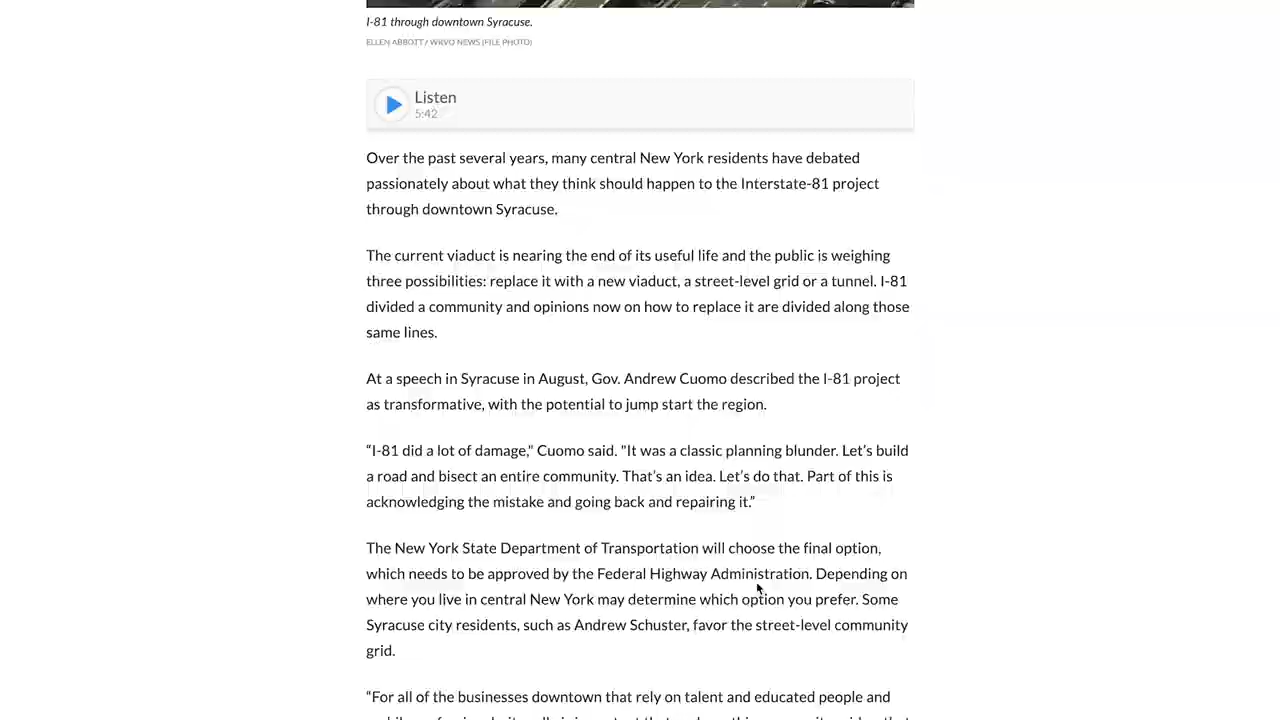 I-81 through downtown Syracuse.
ELLEN ABBOTT / WRVO NEWS (FILE PHOTO)
Listen
5:42
Over the past several years, many central New York residents have debated
passionately about what they think should happen to the Interstate-81 project
through downtown Syracuse.
The current viaduct is nearing the end of its useful life and the public is weighing
three possibilities: replace it with a new viaduct, a street-level grid or a tunnel. I-81
divided a community and opinions now on how to replace it are divided along those
same lines.
At a speech in Syracuse in August, Gov. Andrew Cuomo described the I-81 project
as transformative, with the potential to jump start the region.
“I-81 did a lot of damage," Cuomo said. "It was a classic planning blunder. Let’s build
a road and bisect an entire community. That’s an idea. Let’s do that. Part of this is
acknowledging the mistake and going back and repairing it.”
The New York State Department of Transportation will choose the final option,
which needs to be approved by the Federal Highway Administration. Depending on
where you live in central New York may determine which option you prefer. Some
Syracuse city residents, such as Andrew Schuster, favor the street-level community
grid.
“For all of the businesses downtown that rely on talent and educated people and